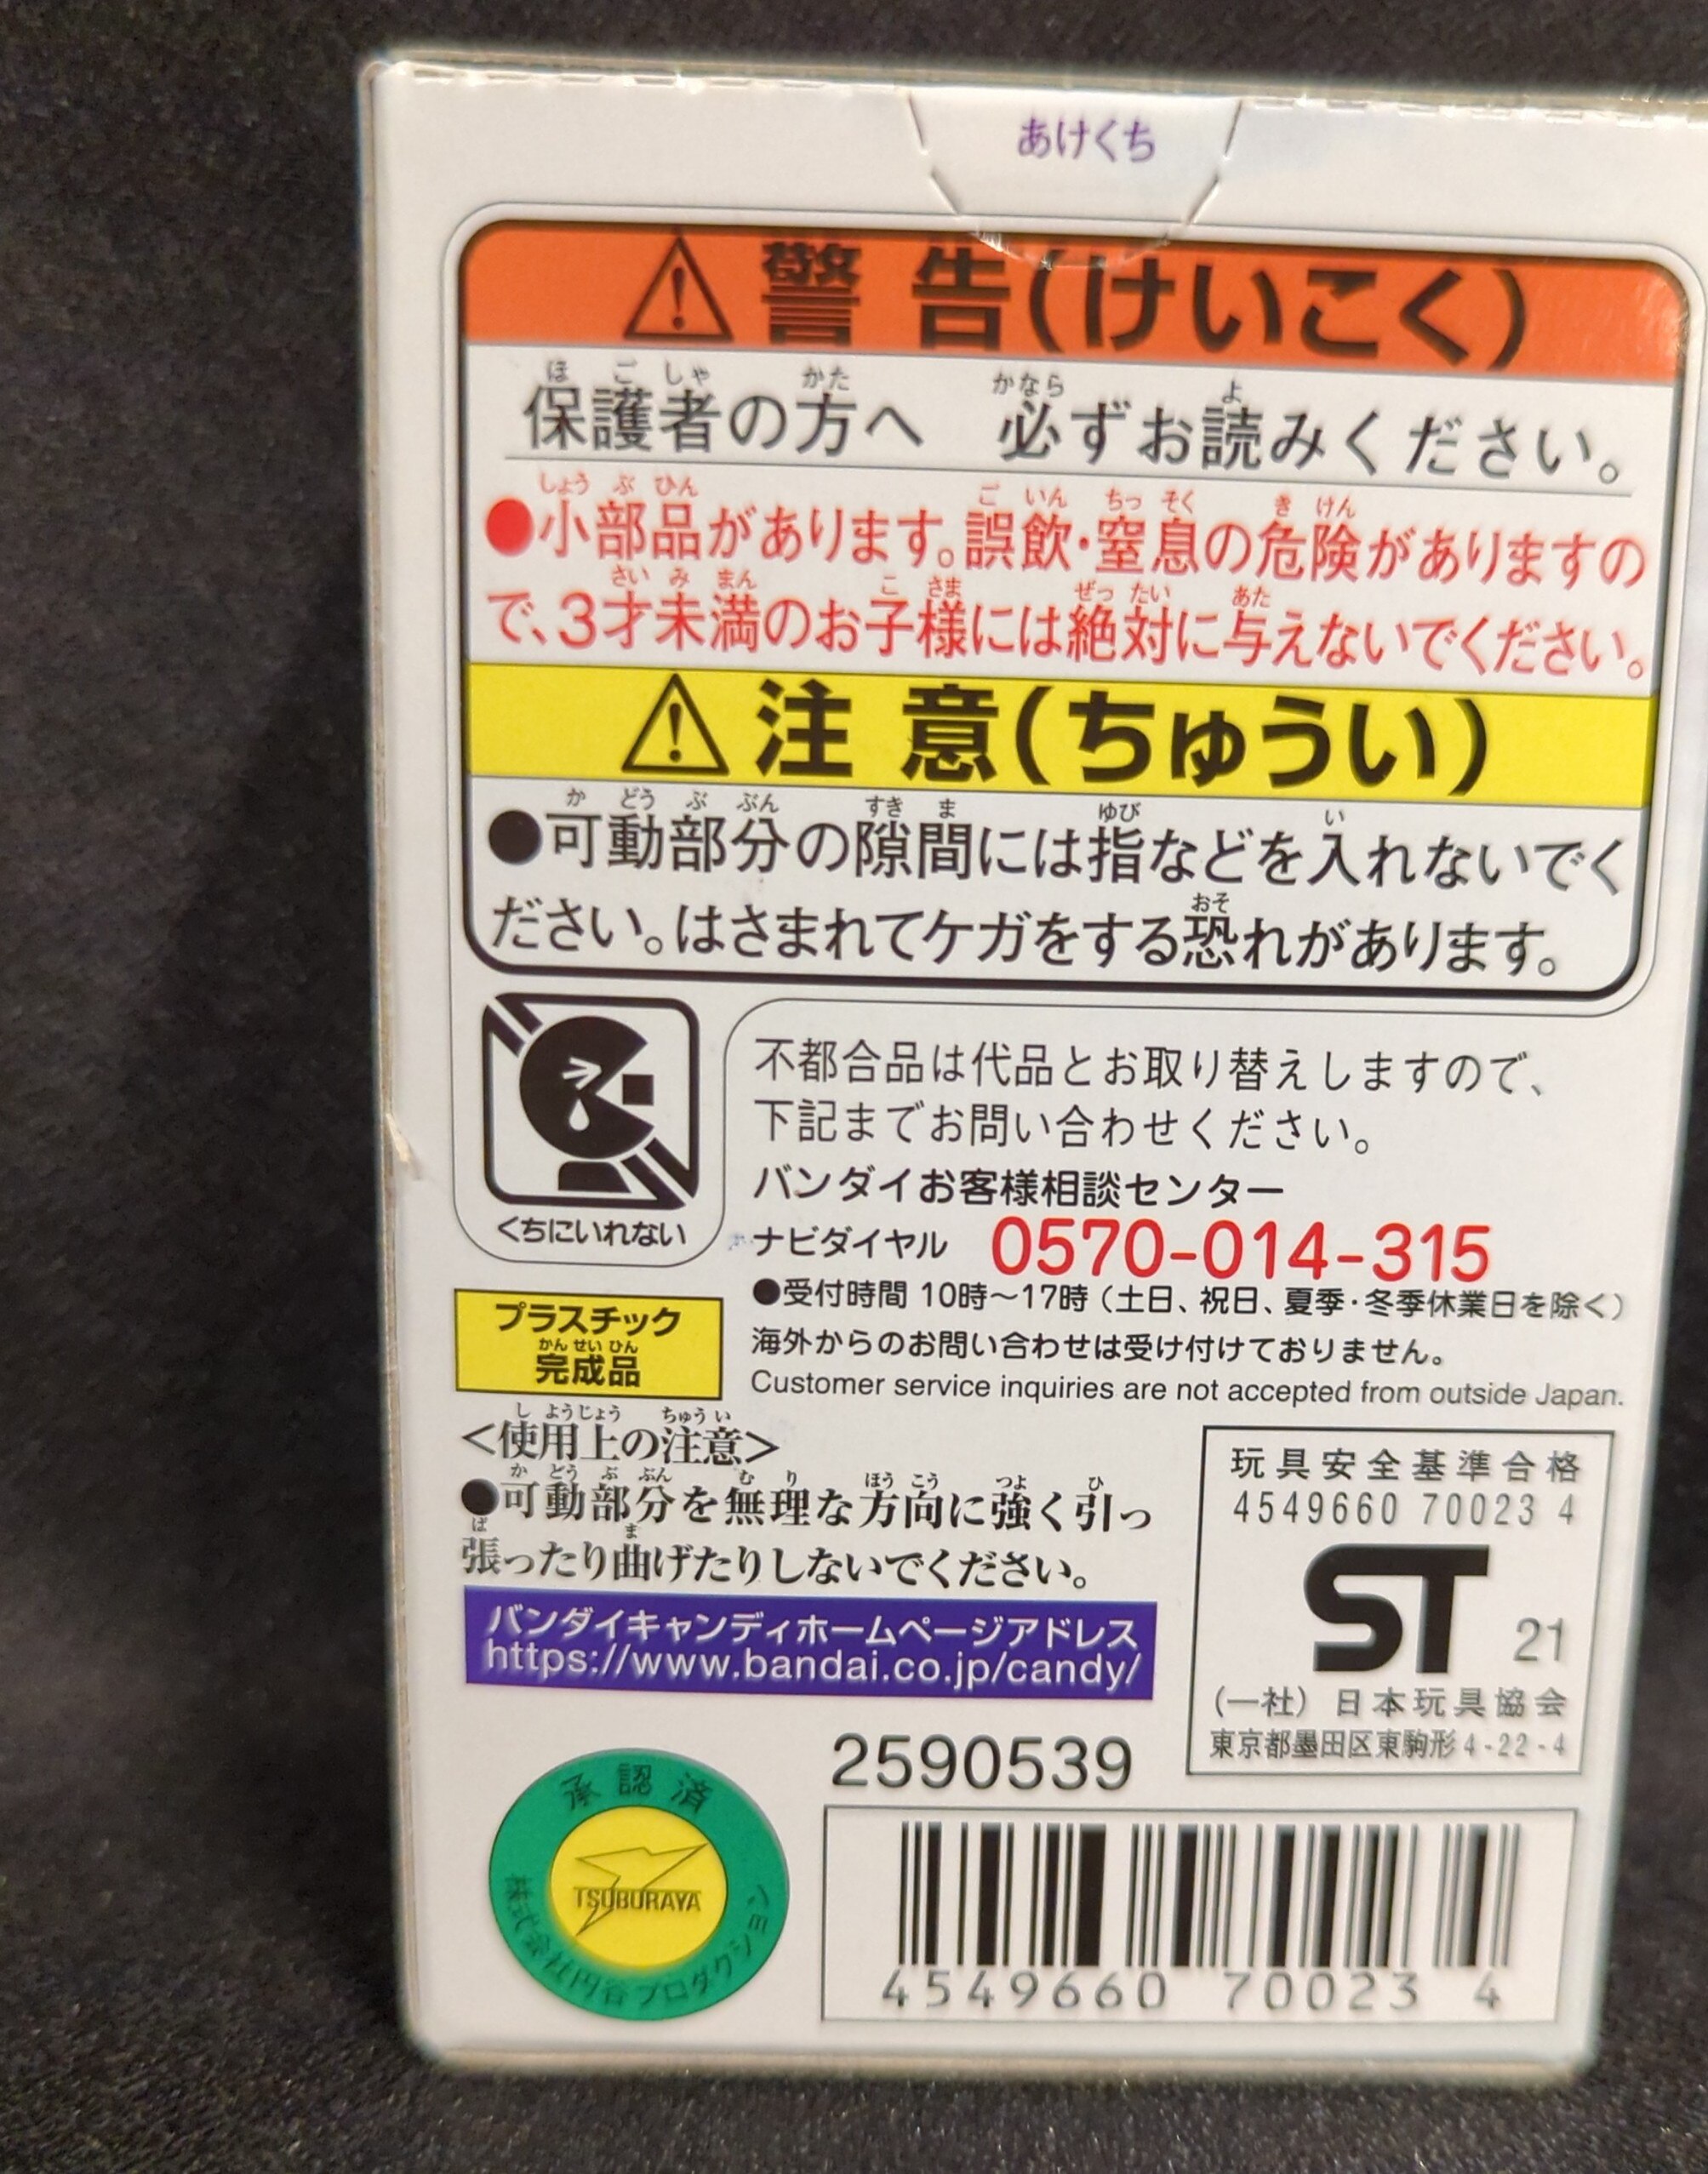 あけくち
警告(けいこく)
保護者の方へ 必ずお読みください。
●小部品があります。誤飲・窒息の危険がありますの
で、3才未満のお子様には絶対に与えないでください。
注意(ちゅうい)
●可動部分の隙間には指などを入れないでく
ださい。はさまれてケガをする恐れがあります。
くちにいれない
不都合品は代品とお取り替えしますので、
下記までお問い合わせください。
バンダイお客様相談センター
ナビダイヤル 0570-014-315
●受付時間 10時～17時(土日、祝日、夏季・冬季休業日を除く)
海外からのお問い合わせは受け付けておりません。
Customer service inquiries are not accepted from outside Japan.
プラスチック
完成品
<使用上の注意>
●可動部分を無理な方向に強く引っ
張ったり曲げたりしないでください。
バンダイキャンディホームページアドレス
https://www.bandai.co.jp/candy/
玩具安全基準合格
4549660 70023 4
ST 21
(一社)日本玩具協会
東京都墨田区東駒形4-22-4
2590539
承認済
TSUBURAYA
株式会社円谷プロダクション
4549660 70023 4